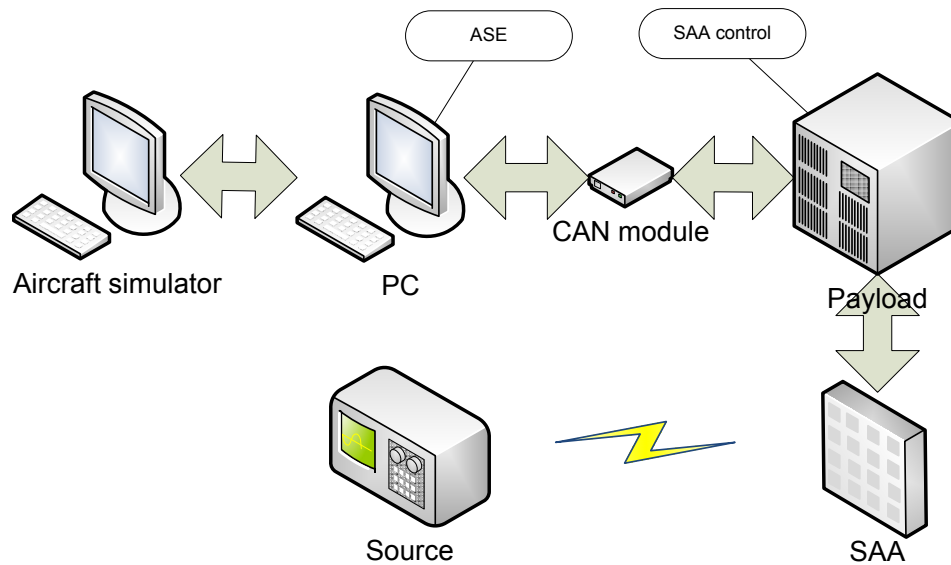 ASE
SAA control
CAN module
Aircraft simulator
PC
Payload
Source
SAA